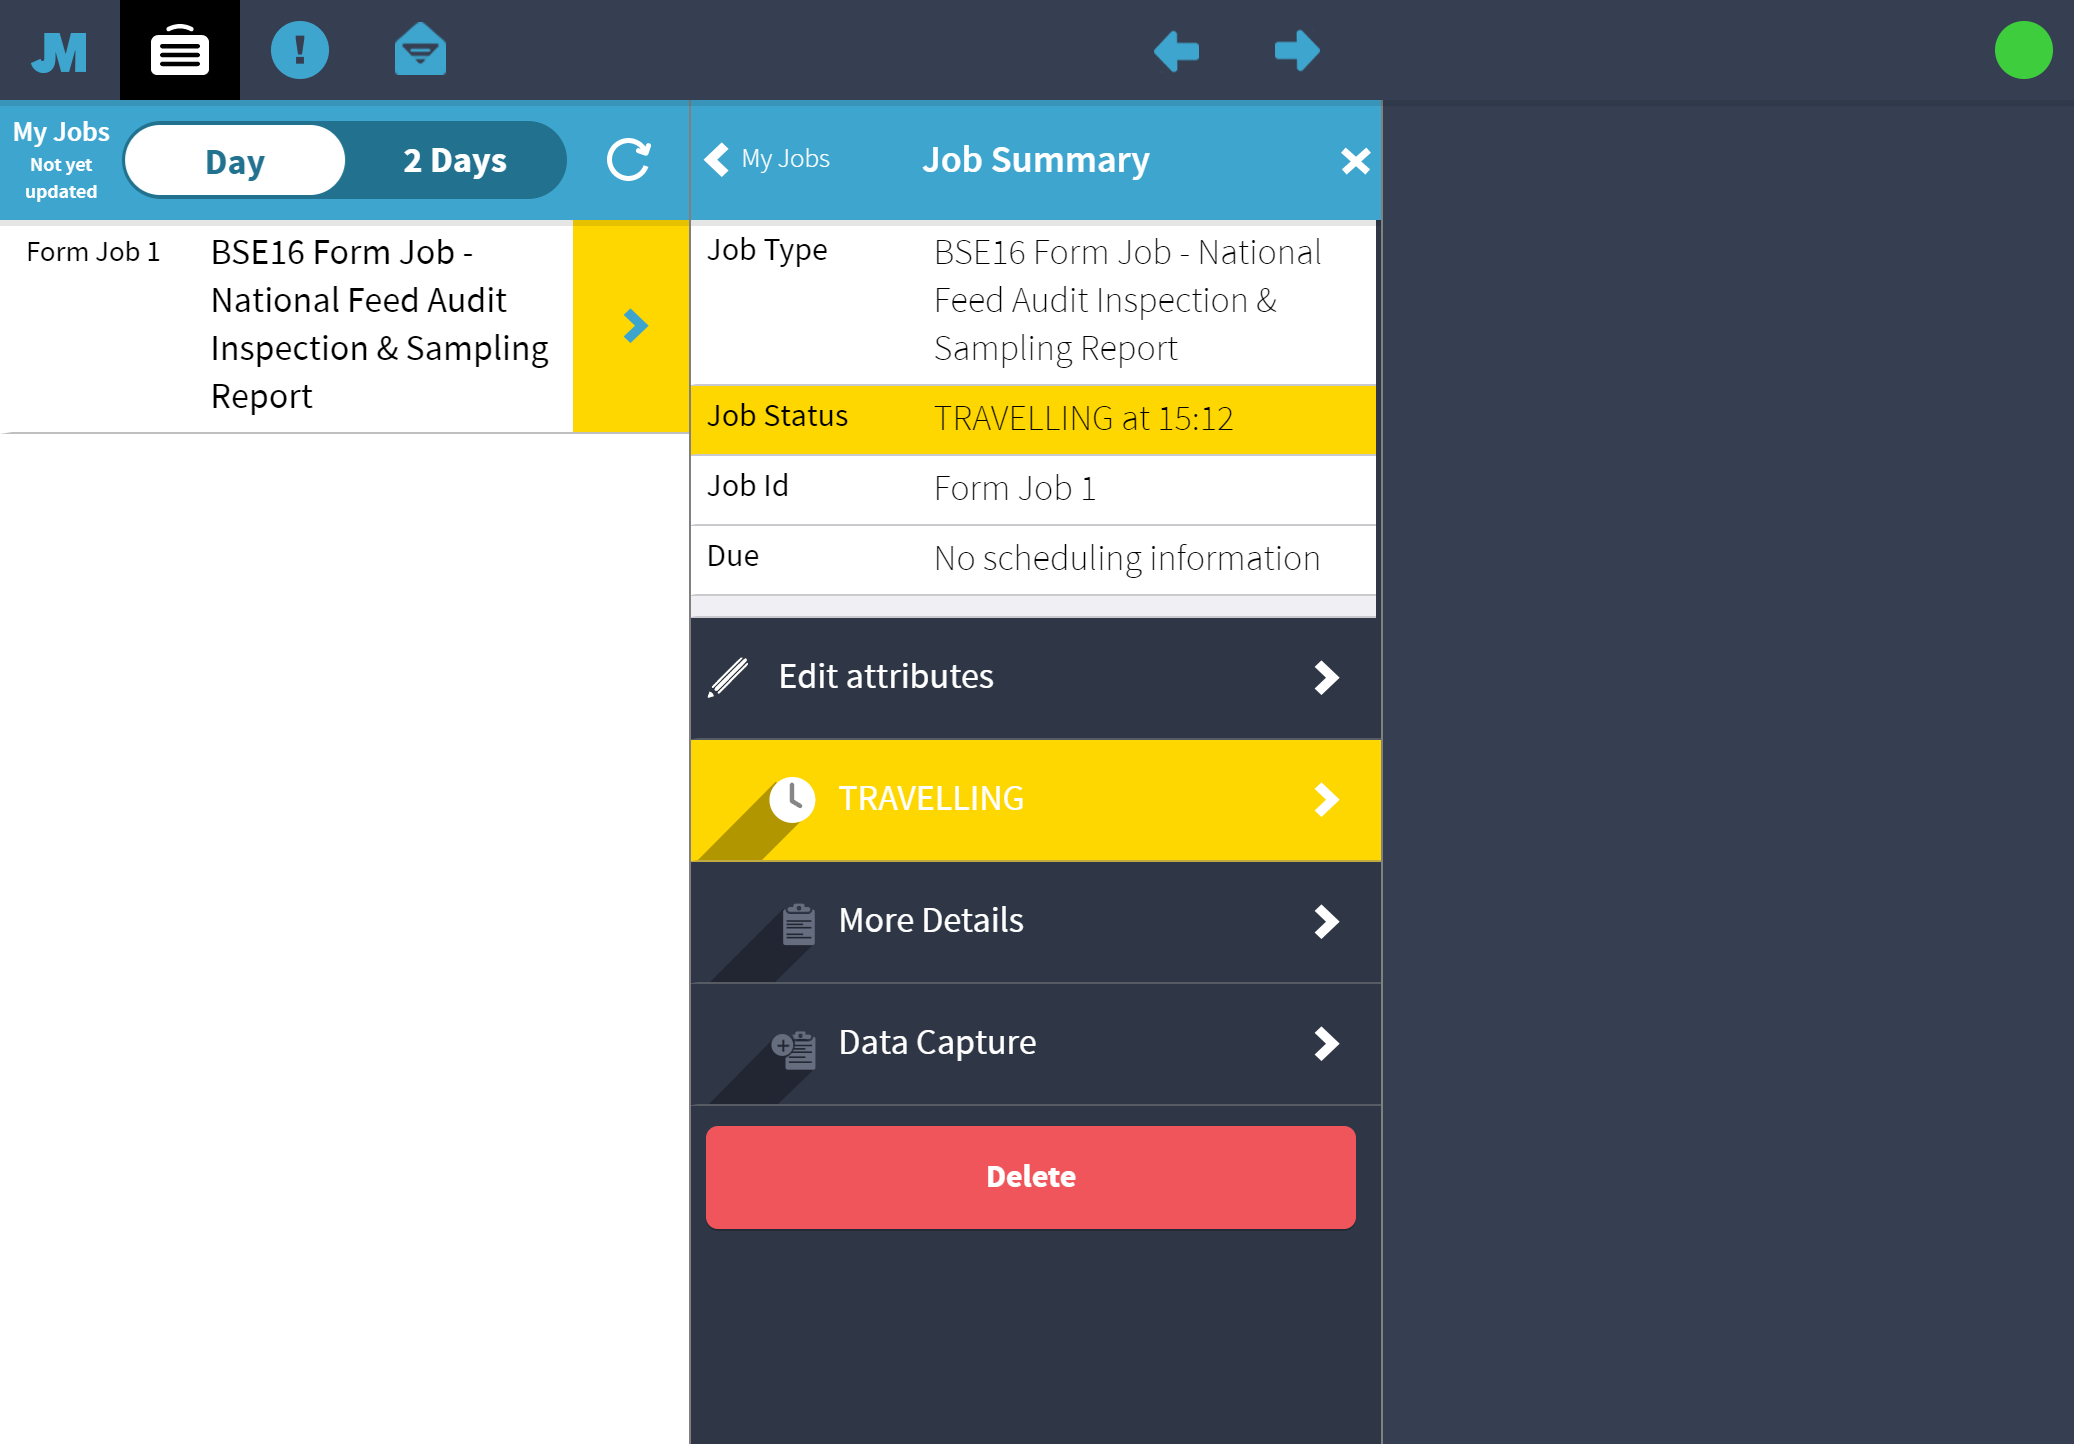 JM
My Jobs
Not yet
updated
Day
2 Days
My Jobs
Job Summary
Form Job 1
BSE16 Form Job -
National Feed Audit
Inspection & Sampling
Report
Job Type
BSE16 Form Job - National
Feed Audit Inspection &
Sampling Report
Job Status
TRAVELLING at 15:12
Job Id
Form Job 1
Due
No scheduling information
Edit attributes
TRAVELLING
More Details
Data Capture
Delete